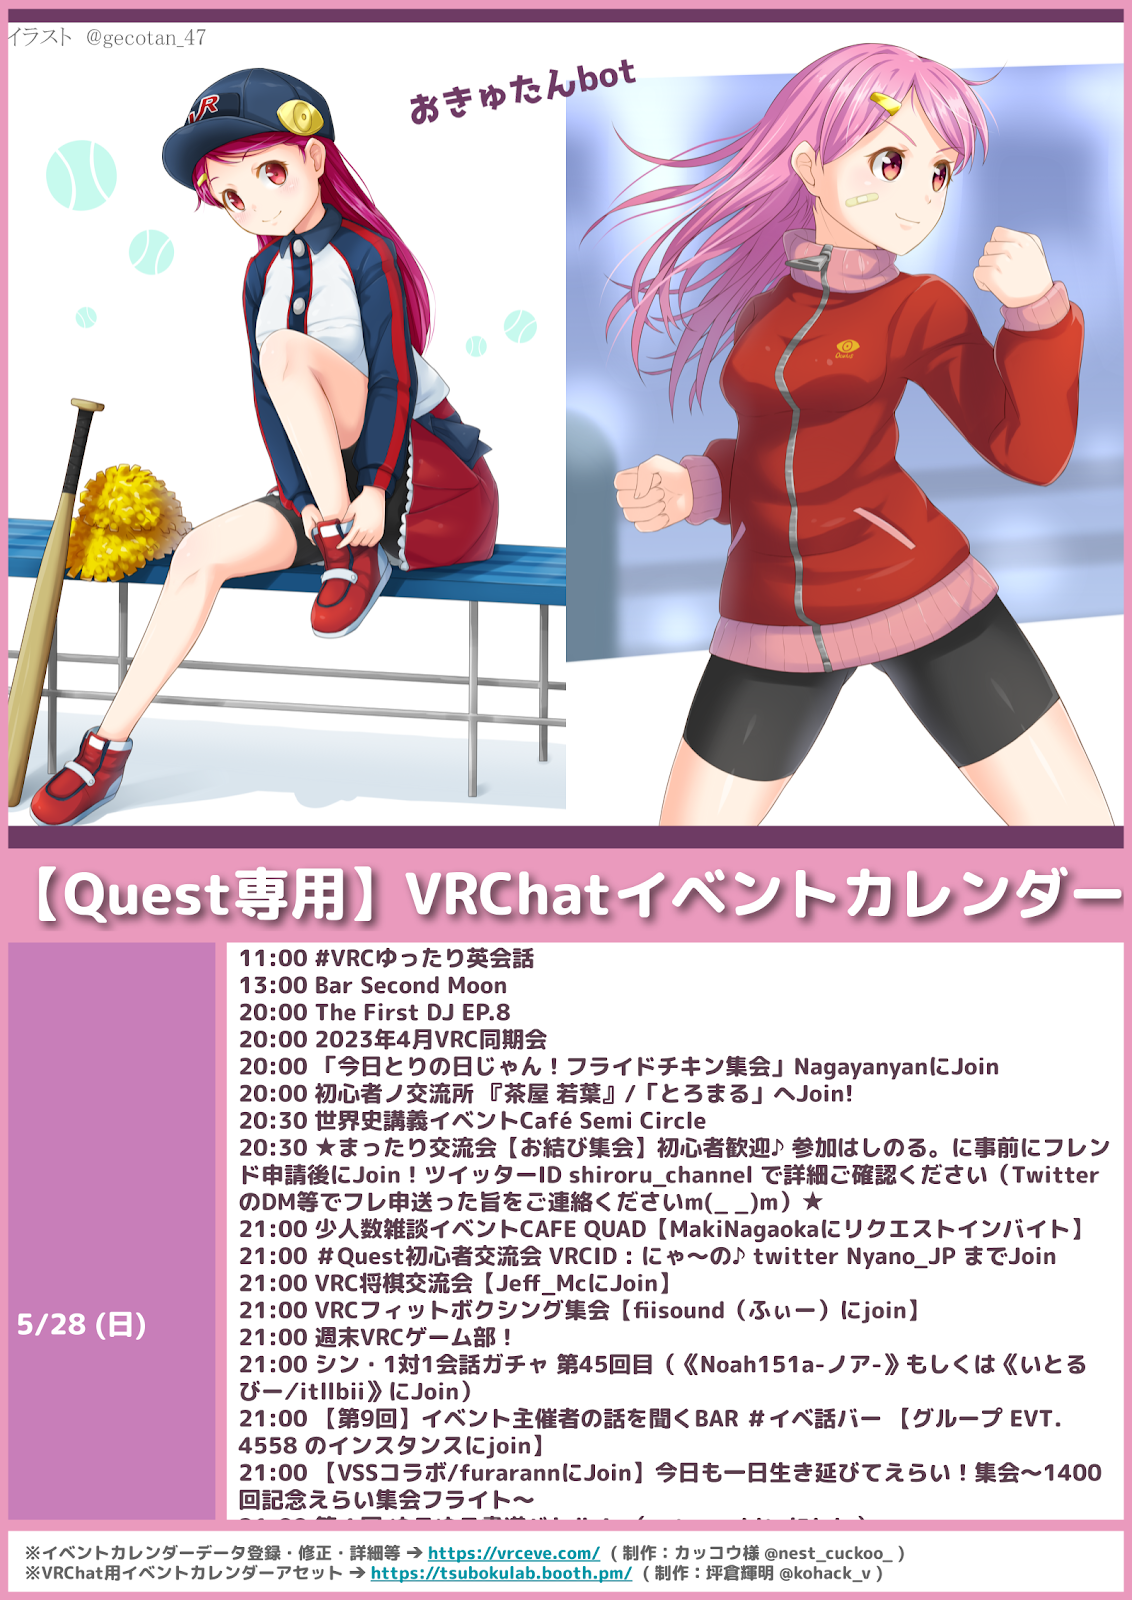 イラスト @gecotan_47
おきゅたんbot
VR
Quest
【Quest専用】VRChatイベントカレンダー
5/28 (日)
11:00 #VRCゆったり英会話
13:00 Bar Second Moon
20:00 The First DJ EP.8
20:00 2023年4月VRC同期会
20:00 「今日とりの日じゃん！フライドチキン集会」NagayanyanにJoin
20:00 初心者ノ交流所 『茶屋 若葉』/「とろまる」へJoin!
20:30 世界史講義イベントCafé Semi Circle
20:30 ★まったり交流会【お結び集会】初心者歓迎♪ 参加はしのる。に事前にフレン
ド申請後にJoin！ツイッターID shiroru_channel で詳細ご確認ください（Twitter
のDM等でフレ申送った旨をご連絡くださいm(_ _)m）★
21:00 少人数雑談イベントCAFE QUAD【MakiNagaokaにリクエストインバイト】
21:00 ＃Quest初心者交流会 VRCID：にゃ～の♪ twitter Nyano_JP までJoin
21:00 VRC将棋交流会【Jeff_McにJoin】
21:00 VRCフィットボクシング集会【fiisound（ふぃー）にjoin】
21:00 週末VRCゲーム部！
21:00 シン・1対1会話ガチャ 第45回目（《Noah151a-ノア-》もしくは《いとる
びー/itllbii》にJoin）
21:00 【第9回】イベント主催者の話を聞くBAR ＃イベ話バー 【グループ EVT.
4558 のインスタンスにjoin】
21:00 【VSSコラボ/furarannにJoin】今日も一日生き延びてえらい！集会～1400
回記念えらい集会フライト～
※イベントカレンダーデータ登録・修正・詳細等 ➔ https://vrceve.com/ （制作：カッコウ様 @nest_cuckoo_ ）
※VRChat用イベントカレンダーアセット ➔ https://tsubokulab.booth.pm/ （制作：坪倉輝明 @kohack_v ）